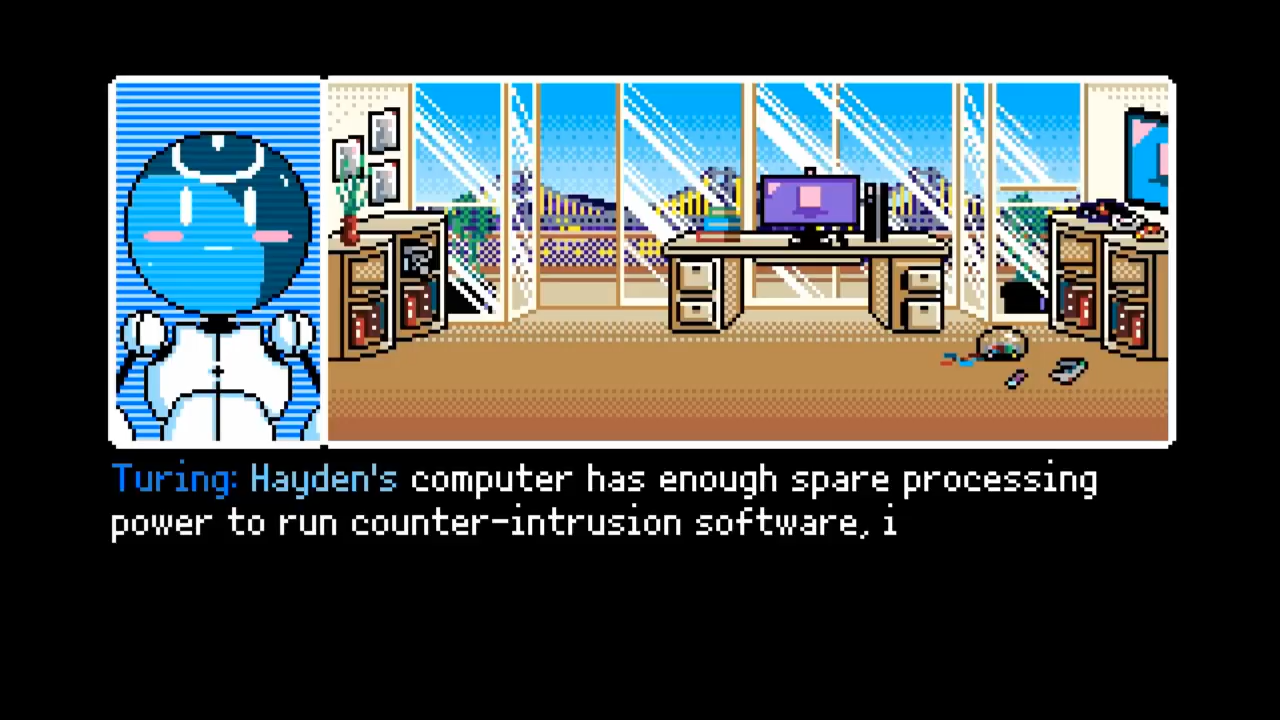 Turing: Hayden's computer has enough spare processing
power to run counter-intrusion software, i